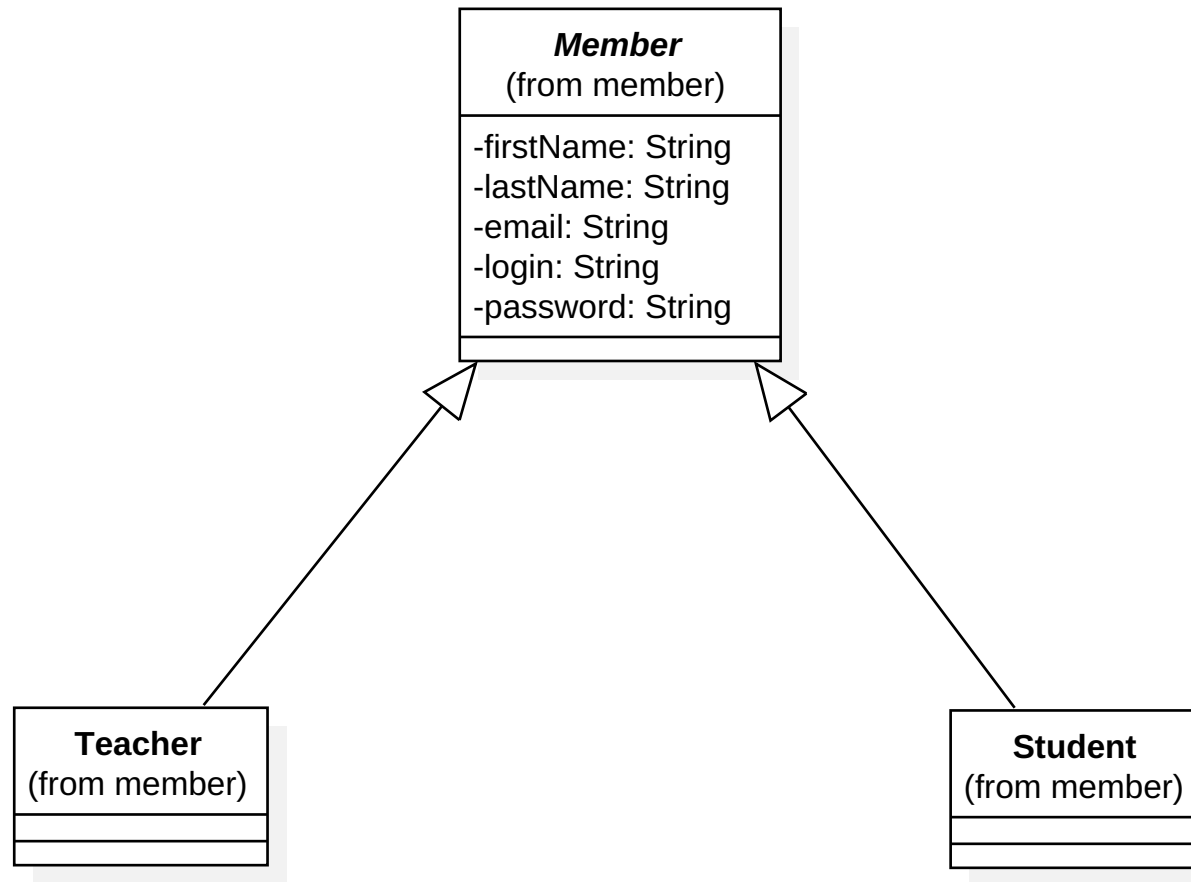 Member
(from member)
-firstName: String
-lastName: String
-email: String
-login: String
-password: String
Teacher
(from member)
Student
(from member)